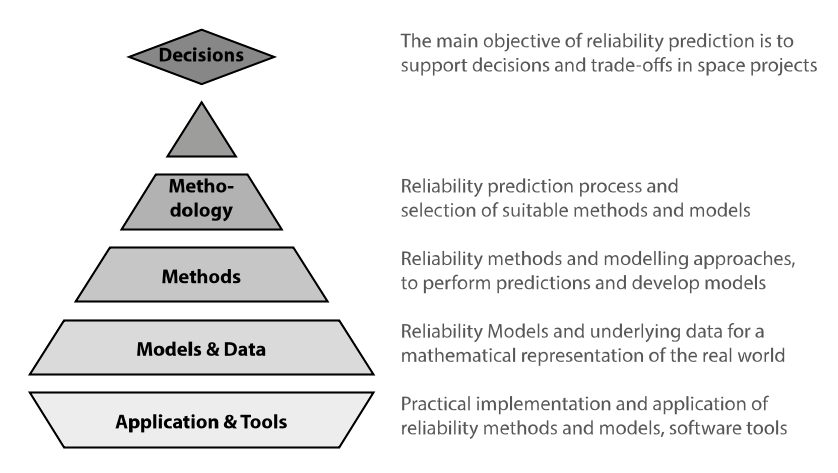 Decisions
The main objective of reliability prediction is to
support decisions and trade-offs in space projects
Metho-
dology
Reliability prediction process and
selection of suitable methods and models
Methods
Reliability methods and modelling approaches,
to perform predictions and develop models
Models & Data
Reliability Models and underlying data for a
mathematical representation of the real world
Application & Tools
Practical implementation and application of
reliability methods and models, software tools